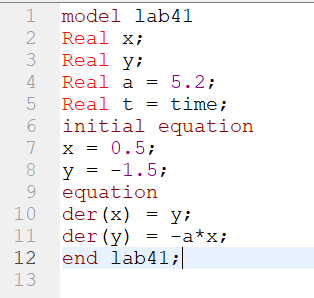 1 model lab41
2 Real x;
3 Real y;
4 Real a = 5.2;
5 Real t = time;
6 initial equation
7 x = 0.5;
8 y = -1.5;
9 equation
10 der(x) = y;
11 der(y) = -a*x;
12 end lab41;
13